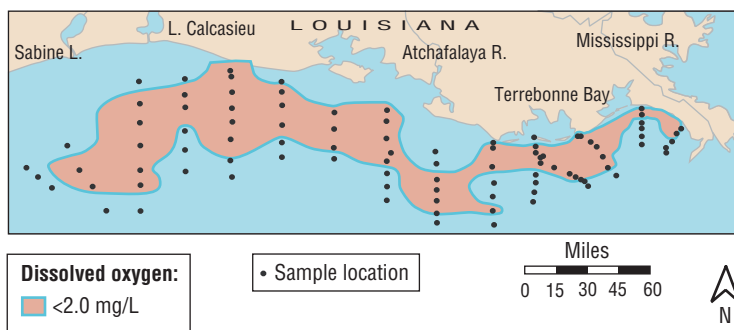 LOUISIANA
L. Calcasieu
Sabine L.
Atchafalaya R.
Mississippi R.
Terrebonne Bay
Dissolved oxygen:
<2.0 mg/L
• Sample location
Miles
0 15 30 45 60
N